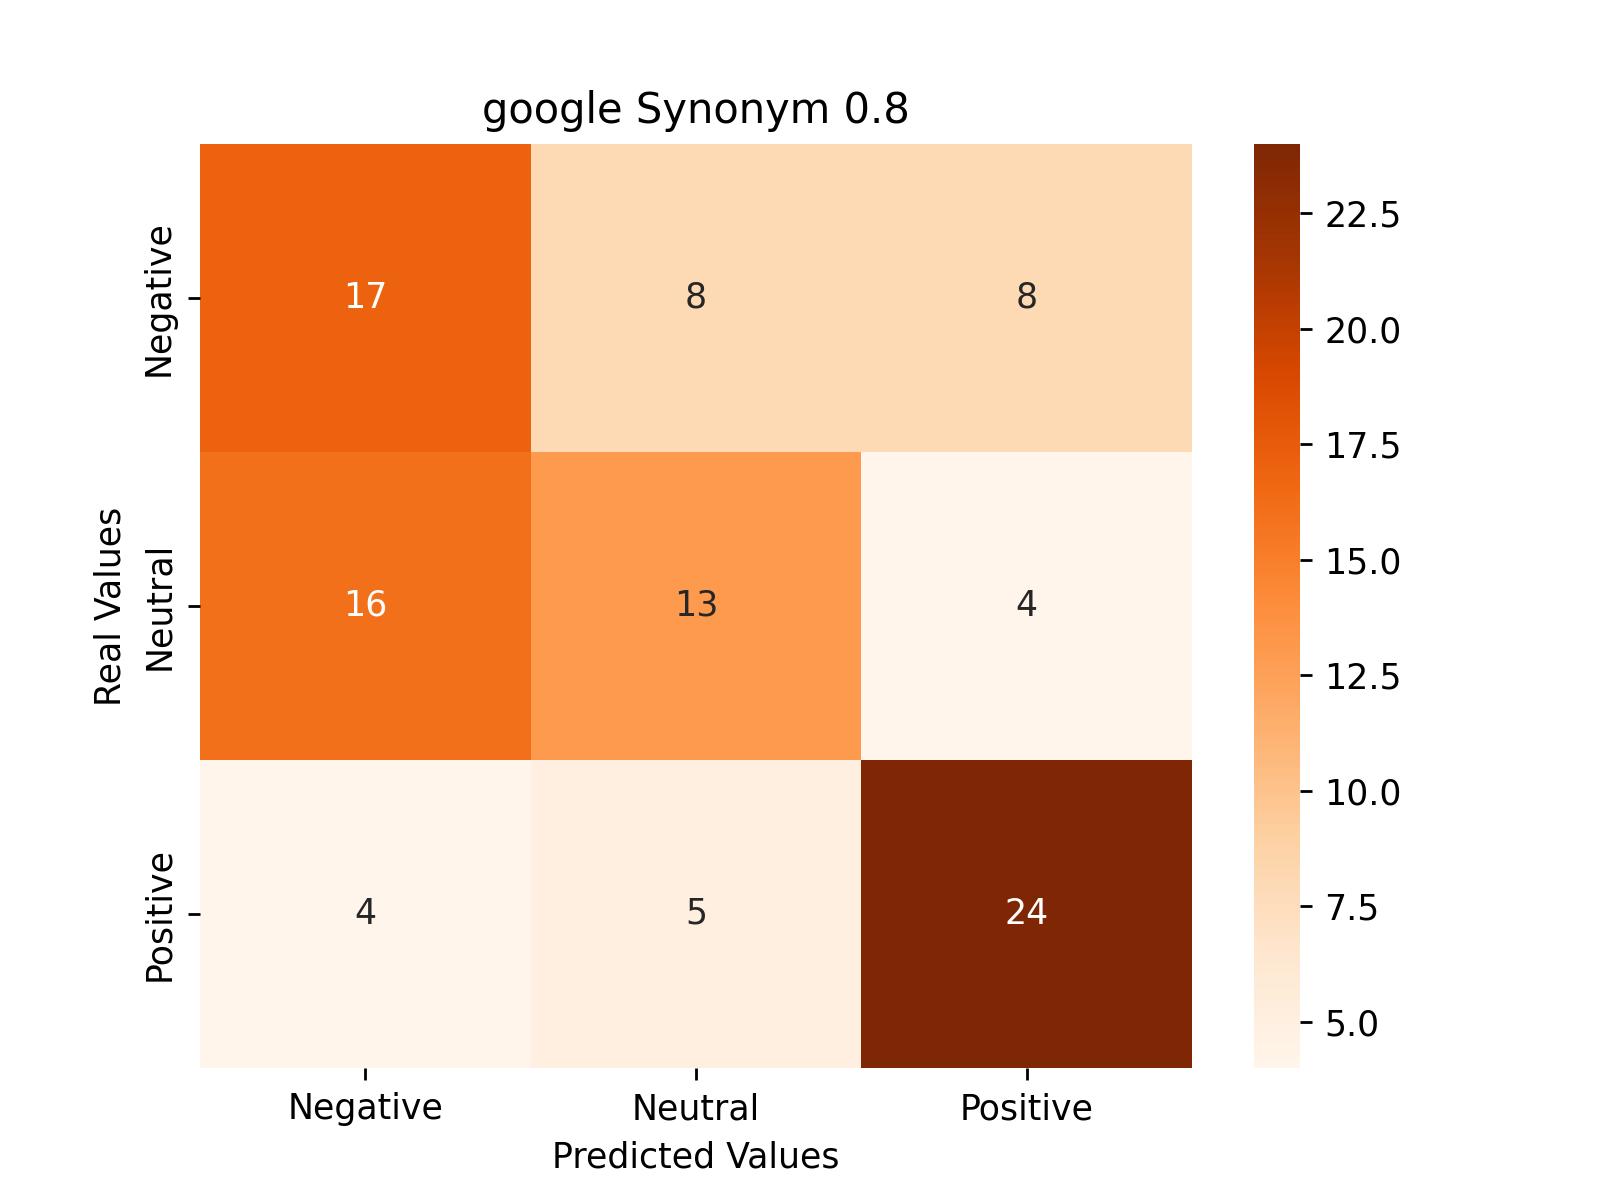 google Synonym 0.8
Real Values
Negative
17
8
8
Neutral
16
13
4
Positive
4
5
24
Negative
Neutral
Positive
Predicted Values
22.5
20.0
17.5
15.0
12.5
10.0
7.5
5.0